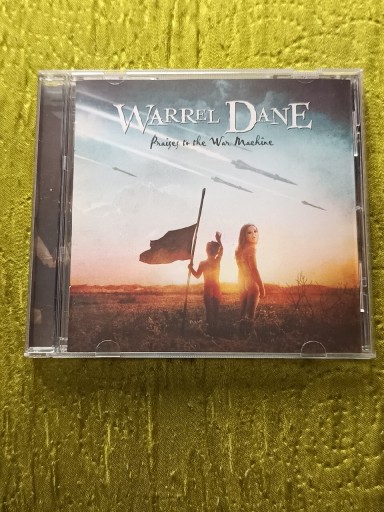 WARREL DANE
Praises to the War Machine